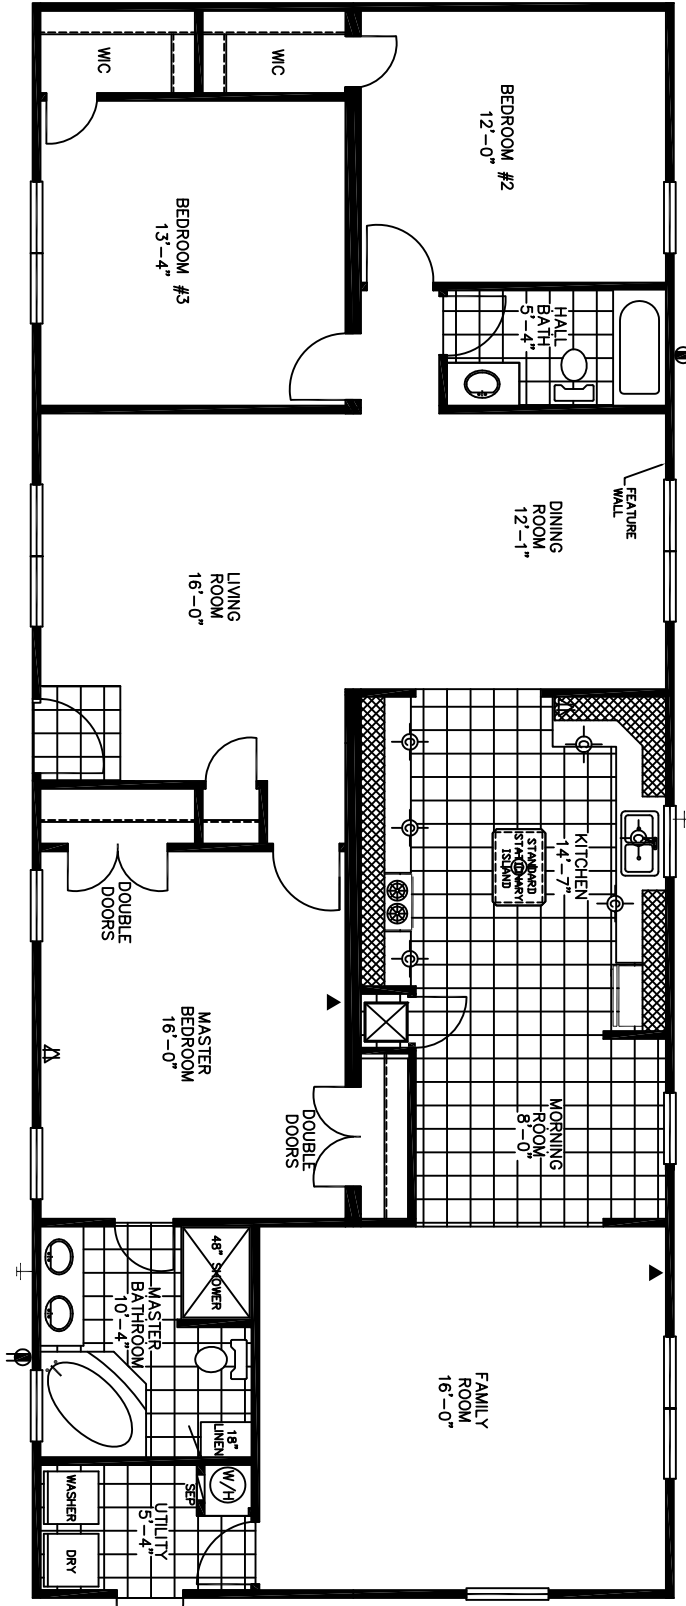 WIC
WIC
BEDROOM #2
12'-0"
BEDROOM #3
13'-4"
HALL
BATH
5'-4"
FEATURE
WALL
DINING
ROOM
12'-1"
LIVING
ROOM
16'-0"
KITCHEN
14'-7"
STANDARD
STATIONARY
ISLAND
DOUBLE
DOORS
MASTER
BEDROOM
16'-0"
DOUBLE
DOORS
MORNING
ROOM
8'-0"
48" SHOWER
MASTER
BATHROOM
10'-4"
FAMILY
ROOM
16'-0"
18"
LINEN
W/H
SEP
UTILITY
5'-4"
WASHER
DRY